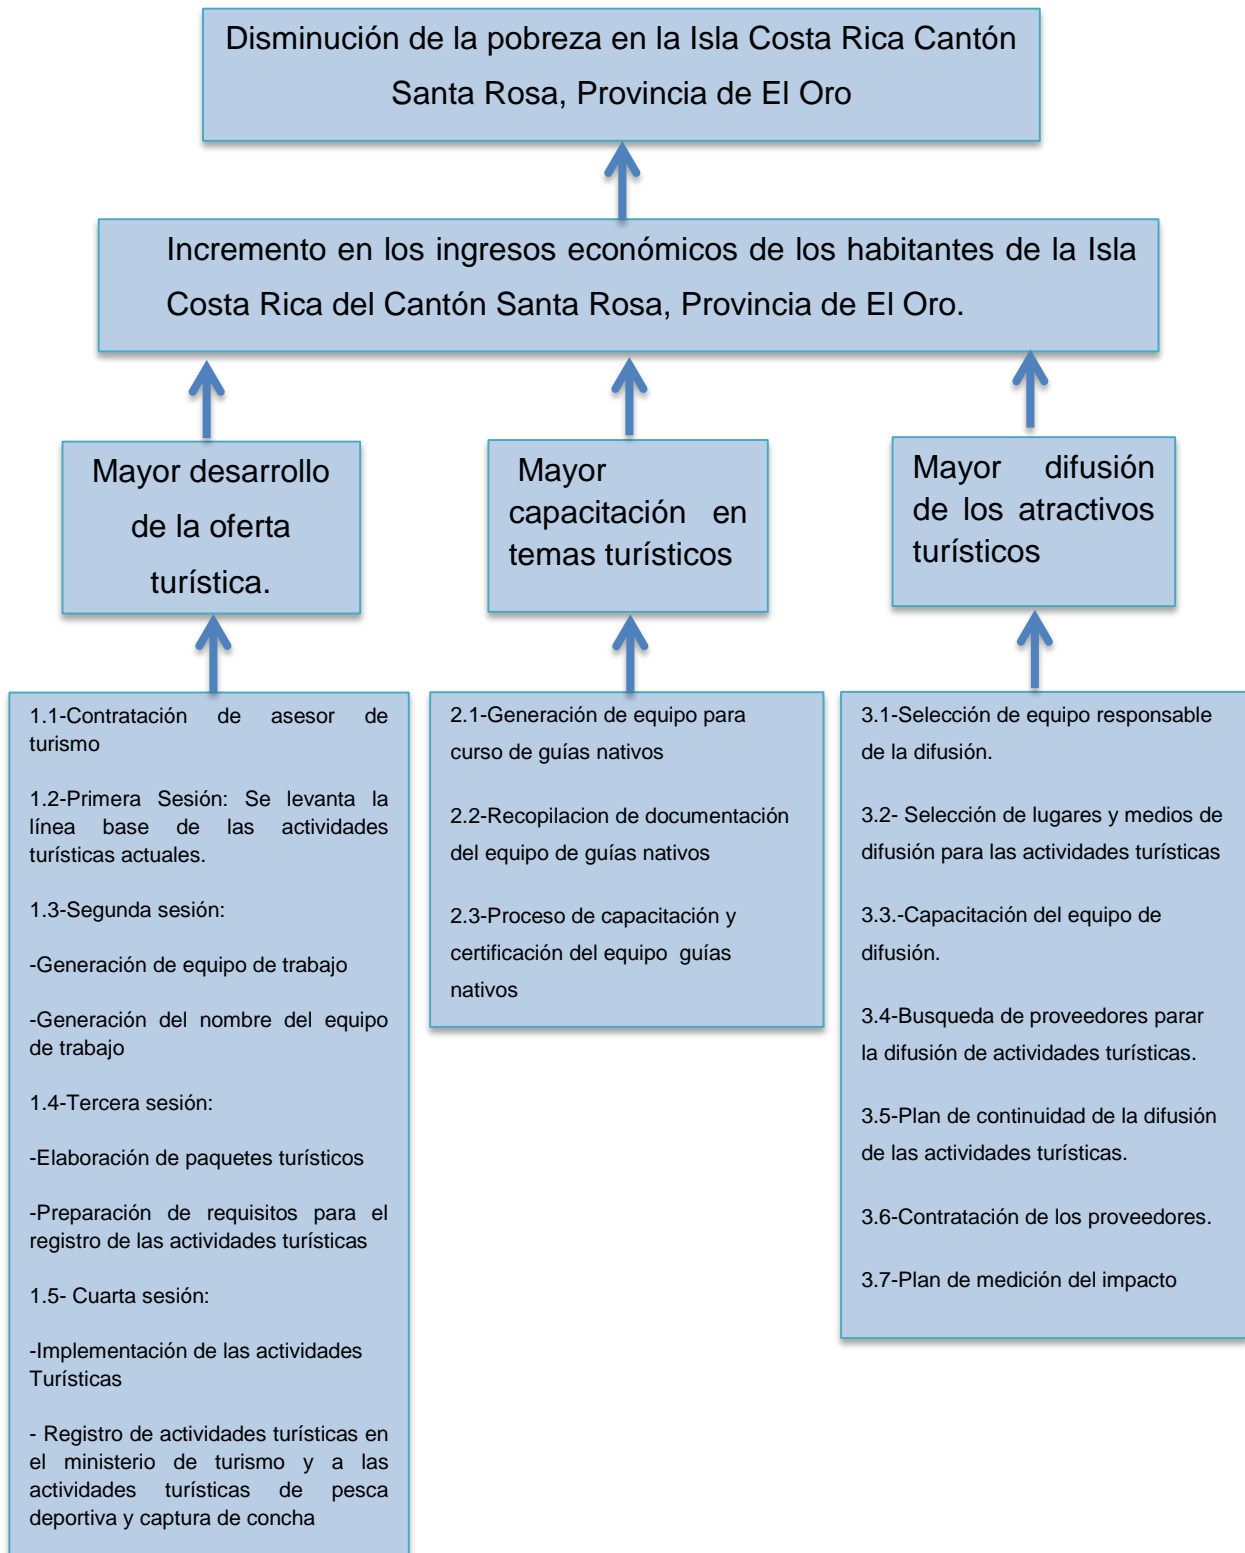 Disminución de la pobreza en la Isla Costa Rica Cantón
Santa Rosa, Provincia de El Oro
Incremento en los ingresos económicos de los habitantes de la Isla
Costa Rica del Cantón Santa Rosa, Provincia de El Oro.
Mayor desarrollo
de la oferta
turística.
Mayor
capacitación en
temas turísticos
Mayor difusión
de los atractivos
turísticos
1.1-Contratación de asesor de
turismo
1.2-Primera Sesión: Se levanta la
línea base de las actividades
turísticas actuales.
1.3-Segunda sesión:
-Generación de equipo de trabajo
-Generación del nombre del equipo
de trabajo
1.4-Tercera sesión:
-Elaboración de paquetes turísticos
-Preparación de requisitos para el
registro de las actividades turísticas
1.5- Cuarta sesión:
-Implementación de las actividades
Turísticas
- Registro de actividades turísticas en
el ministerio de turismo y a las
actividades turísticas de pesca
deportiva y captura de concha
2.1-Generación de equipo para
curso de guías nativos
2.2-Recopilacion de documentación
del equipo de guías nativos
2.3-Proceso de capacitación y
certificación del equipo guías
nativos
3.1-Selección de equipo responsable
de la difusión.
3.2- Selección de lugares y medios de
difusión para las actividades turísticas
3.3.-Capacitación del equipo de
difusión.
3.4-Busqueda de proveedores parar
la difusión de actividades turísticas.
3.5-Plan de continuidad de la difusión
de las actividades turísticas.
3.6-Contratación de los proveedores.
3.7-Plan de medición del impacto